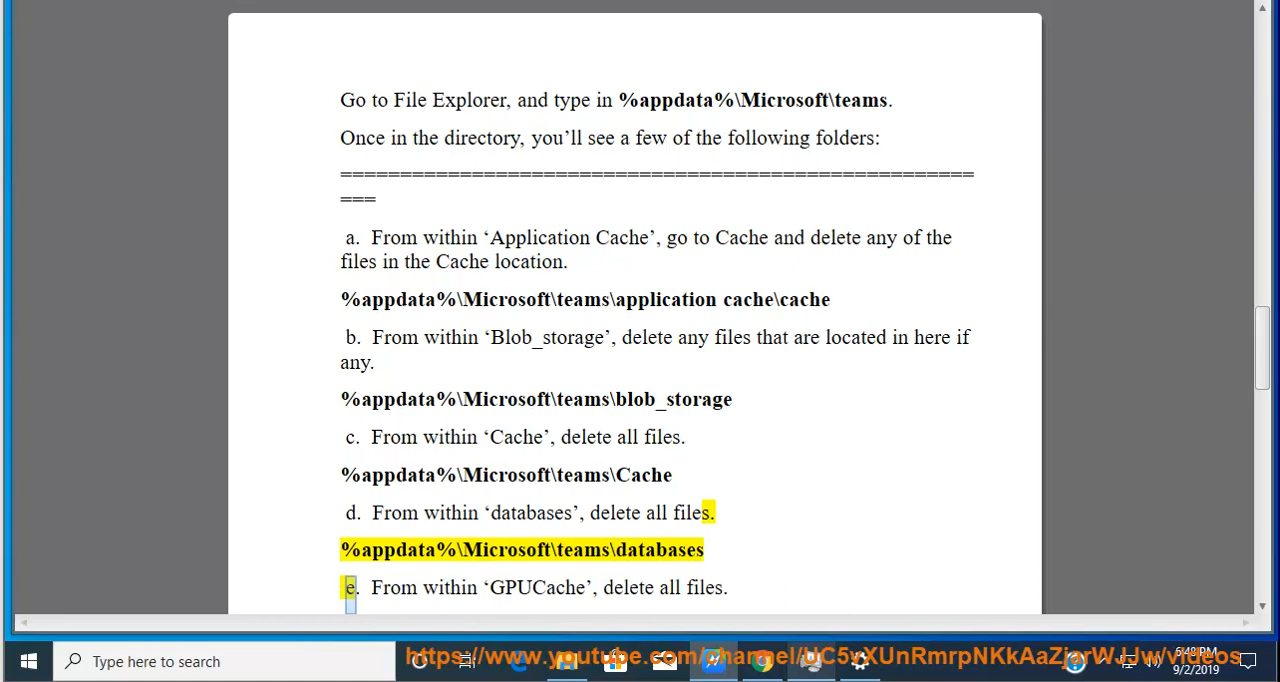 Go to File Explorer, and type in %appdata%\Microsoft\teams.
Once in the directory, you’ll see a few of the following folders:
=====================================================
===
a. From within ‘Application Cache’, go to Cache and delete any of the
files in the Cache location.
%appdata%\Microsoft\teams\application cache\cache
b. From within ‘Blob_storage’, delete any files that are located in here if
any.
%appdata%\Microsoft\teams\blob_storage
c. From within ‘Cache’, delete all files.
%appdata%\Microsoft\teams\Cache
d. From within ‘databases’, delete all files.
%appdata%\Microsoft\teams\databases
e. From within ‘GPUCache’, delete all files.
Type here to search
9/2/2019